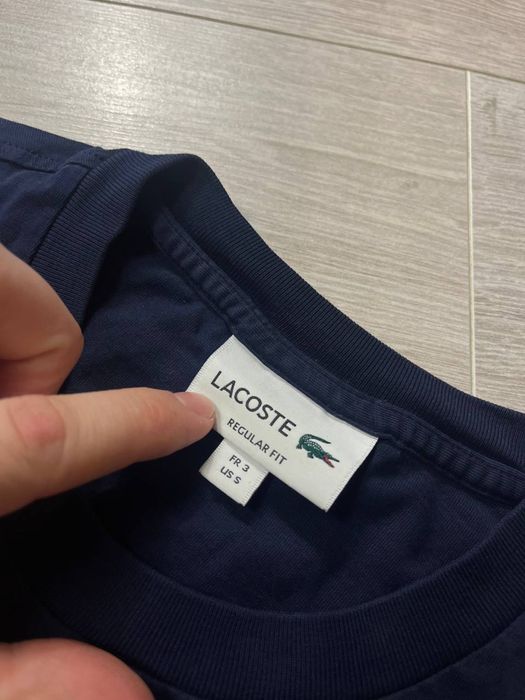 LACOSTE
REGULAR FIT
FR 3
US S